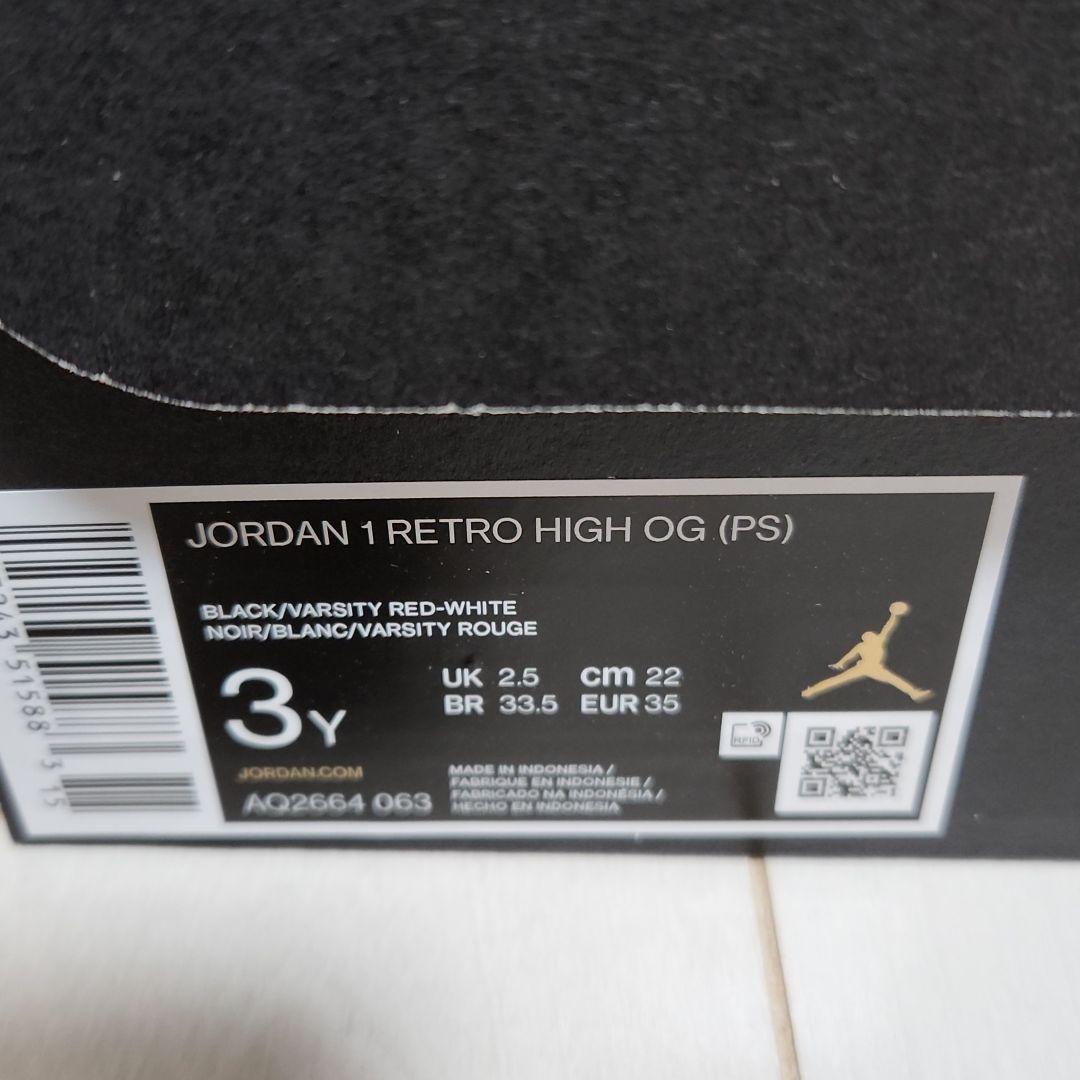 JORDAN 1 RETRO HIGH OG (PS)
BLACK/VARSITY RED-WHITE
NOIR/BLANC/VARSITY ROUGE
3Y
UK 2.5 cm 22
BR 33.5 EUR 35
RFID
JORDAN.COM
AQ2664 063
MADE IN INDONESIA /
FABRIQUE EN INDONESIE /
FABRICADO NA INDONÉSIA /
HECHO EN INDONESIA
51588 3
15